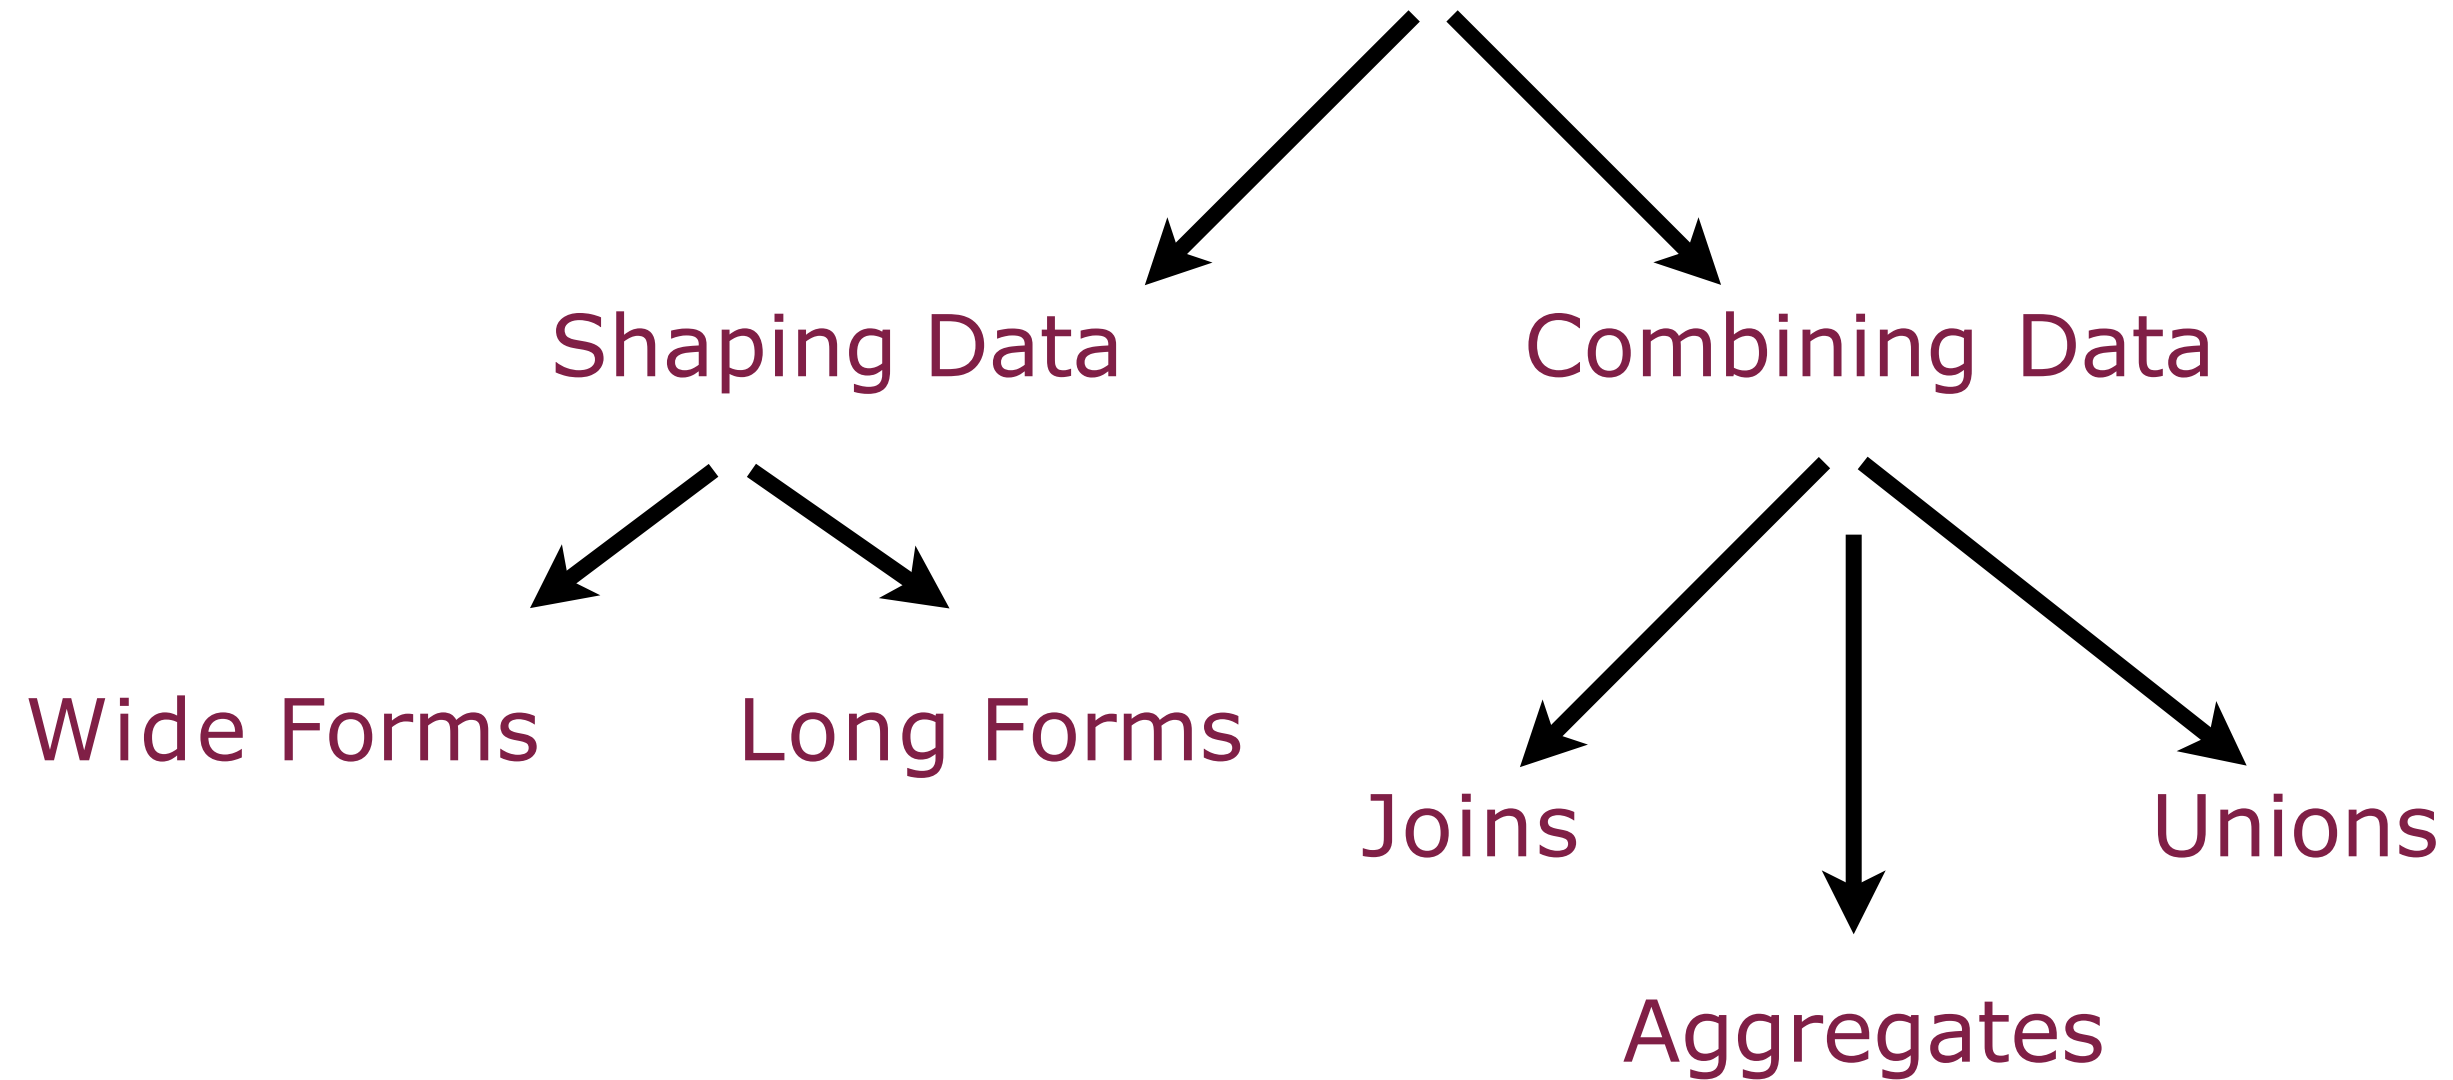 Shaping Data
Combining Data
Wide Forms
Long Forms
Joins
Unions
Aggregates